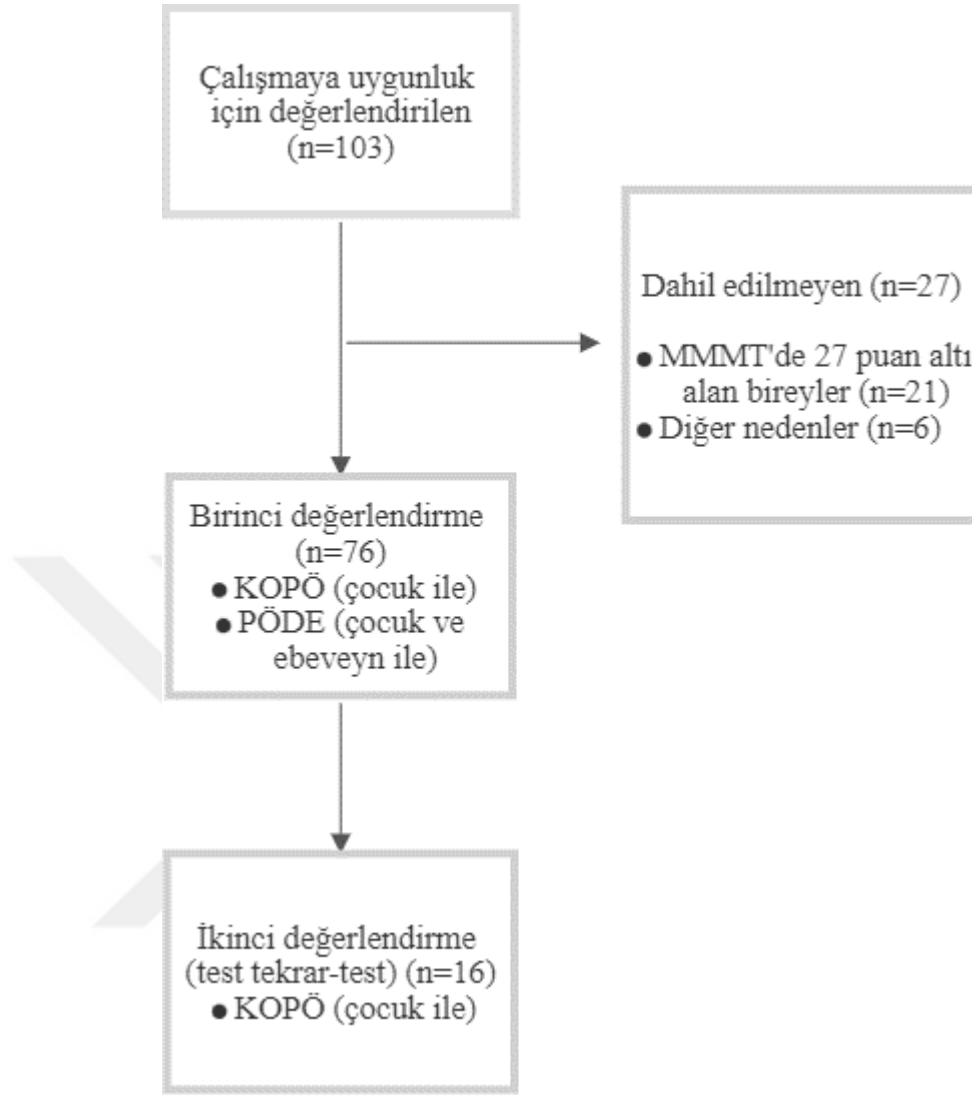 Çalışmaya uygunluk
için değerlendirilen
(n=103)
Dahil edilmeyen (n=27)
● MMMT'de 27 puan altı
alan bireyler (n=21)
● Diğer nedenler (n=6)
Birinci değerlendirme
(n=76)
● KOPÖ (çocuk ile)
● PÖDE (çocuk ve
ebeveyn ile)
İkinci değerlendirme
(test tekrar-test) (n=16)
● KOPÖ (çocuk ile)